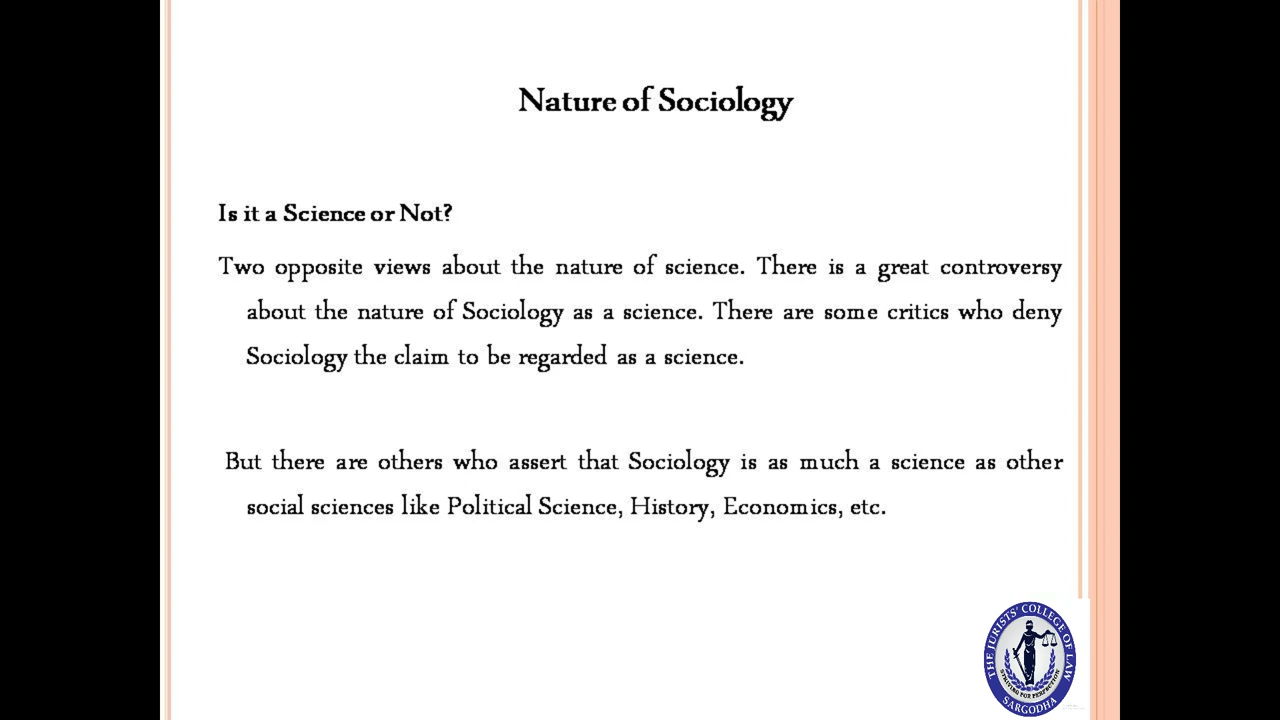 Nature of Sociology
Is it a Science or Not?
Two opposite views about the nature of science. There is a great controversy
about the nature of Sociology as a science. There are some critics who deny
Sociology the claim to be regarded as a science.
But there are others who assert that Sociology is as much a science as other
social sciences like Political Science, History, Economics, etc.
THE JURISTS' COLLEGE OF LAW
STRIVING FOR PERFECTION
SARGODHA